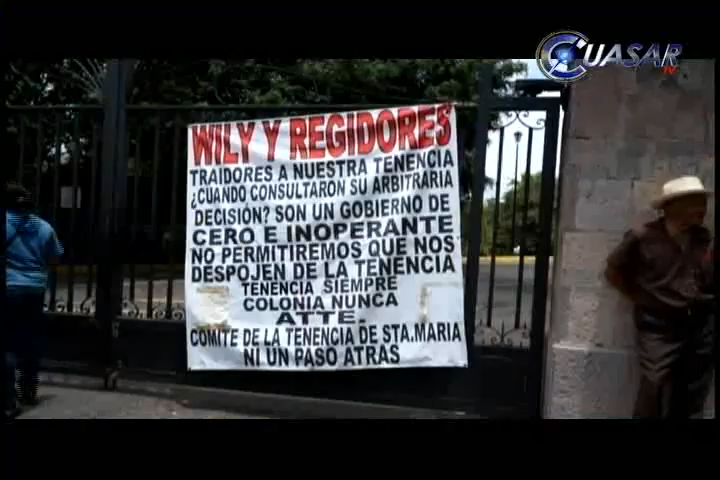 CUASAR
TV
WILY Y REGIDORES
TRAIDORES A NUESTRA TENENCIA
¿CUANDO CONSULTARON SU ARBITRARIA
DECISIÓN? SON UN GOBIERNO DE
CERO E INOPERANTE
NO PERMITIREMOS QUE NOS
DESPOJEN DE LA TENENCIA
TENENCIA SIEMPRE
COLONIA NUNCA
ATTE.
COMITE DE LA TENENCIA DE STA.MARIA
NI UN PASO ATRAS